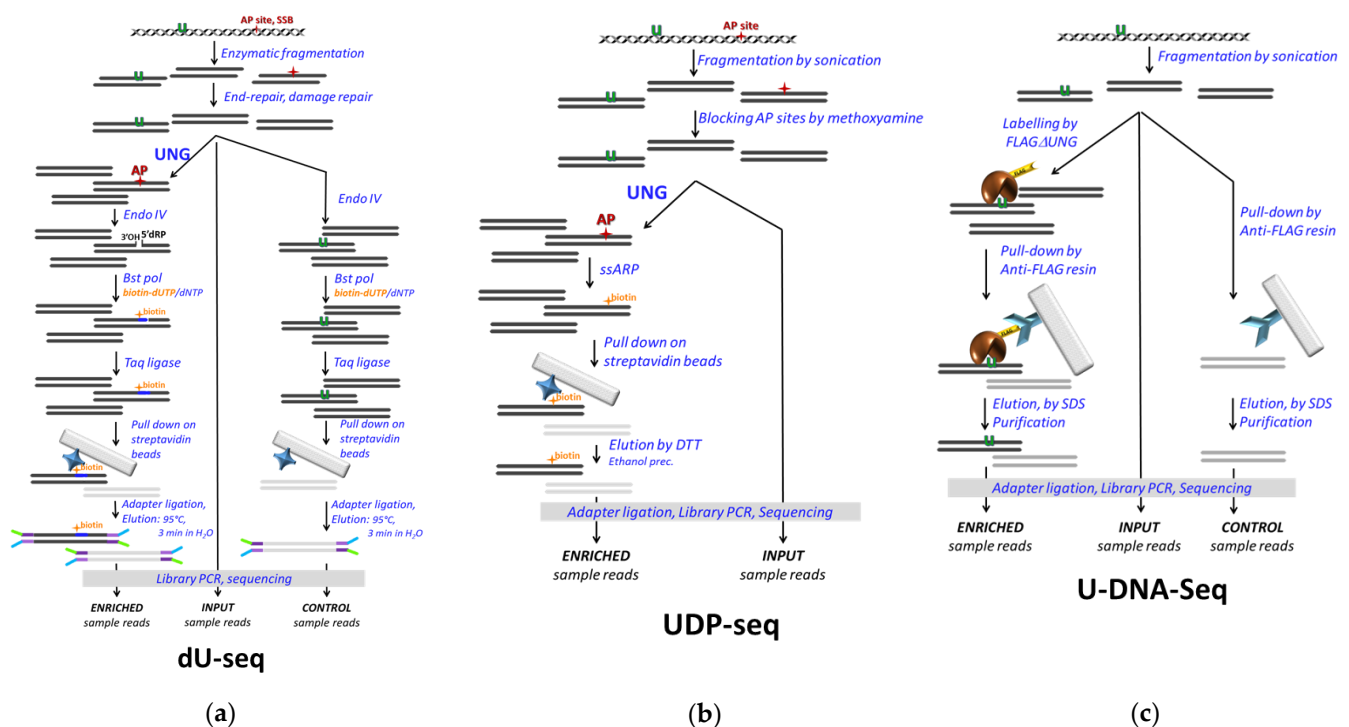 U
AP site, SSB
Enzymatic fragmentation
U
End-repair, damage repair
U
UNG
AP
Endo IV
3'OH 5'dRP
Bst pol
biotin-dUTP/dNTP
biotin
Taq ligase
biotin
Pull down on
streptavidin
beads
biotin
Adapter ligation,
Elution: 95°C,
3 min in H2O
biotin
Endo IV
U
Bst pol
biotin-dUTP/dNTP
U
Taq ligase
U
Pull down on
streptavidin
beads
Adapter ligation,
Elution: 95°C,
3 min in H2O
Library PCR, sequencing
ENRICHED
sample reads
INPUT
sample reads
CONTROL
sample reads
dU-seq
(a)
U
AP site
Fragmentation by sonication
U
Blocking AP sites by methoxyamine
U
UNG
AP
ssARP
biotin
Pull down on
streptavidin beads
biotin
Elution by DTT
Ethanol prec.
biotin
Adapter ligation, Library PCR, Sequencing
ENRICHED
sample reads
INPUT
sample reads
UDP-seq
(b)
U
Fragmentation by sonication
U
Labelling by
FLAG ΔUNG
FLAG
U
Pull-down by
Anti-FLAG resin
FLAG
U
Elution, by SDS
Purification
U
Pull-down by
Anti-FLAG resin
Elution, by SDS
Purification
Adapter ligation, Library PCR, Sequencing
ENRICHED
sample reads
INPUT
sample reads
CONTROL
sample reads
U-DNA-Seq
(c)